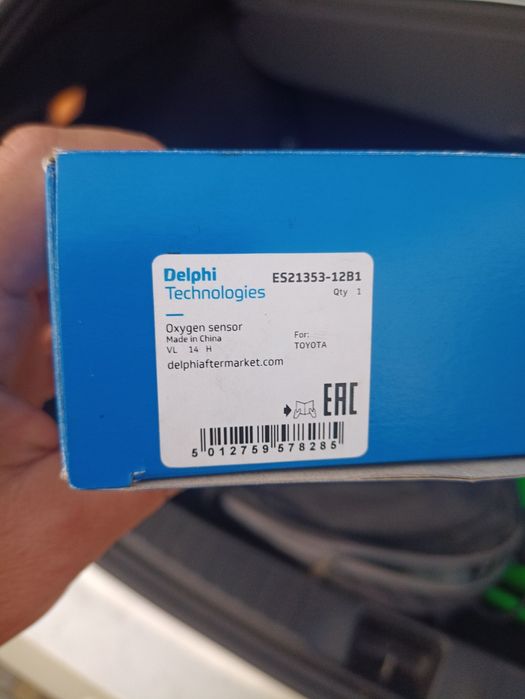 Delphi
Technologies
ES21353-12B1
Qty 1
Oxygen sensor
Made in China
VL 14 H
For:
TOYOTA
delphiaftermarket.com
EAC
5 012759 578285